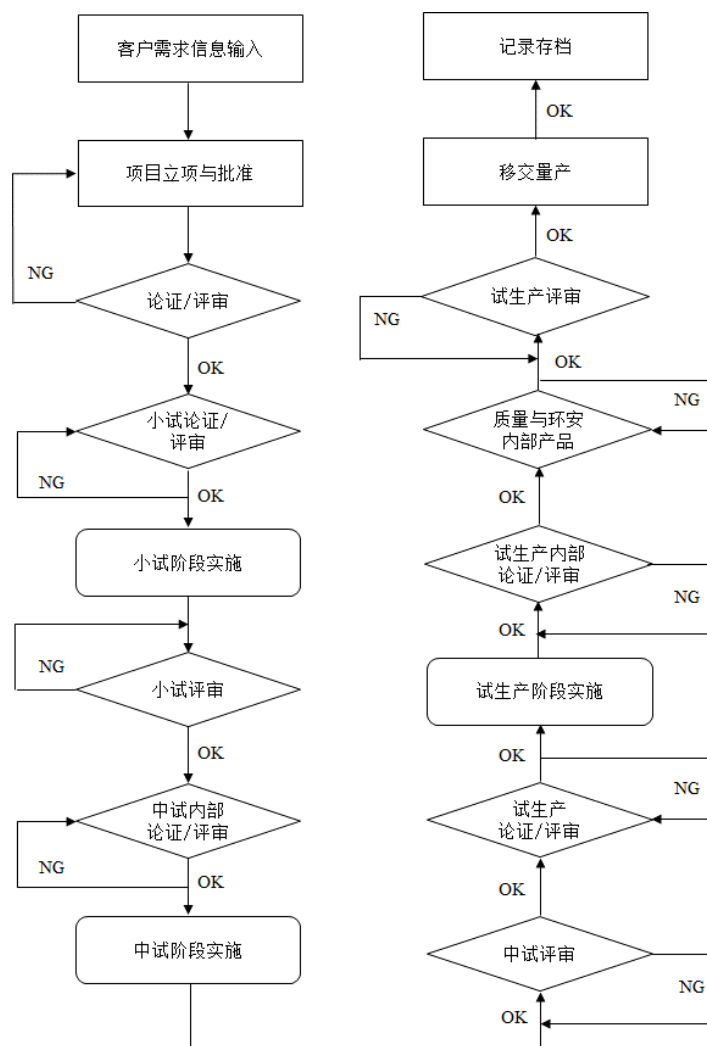 客户需求信息输入
项目立项与批准
NG
论证/评审
OK
小试论证/
评审
NG
OK
小试阶段实施
NG
小试评审
OK
中试内部
论证/评审
NG
OK
中试阶段实施
记录存档
OK
移交量产
OK
试生产评审
NG
OK
NG
质量与环安
内部产品
OK
试生产内部
论证/评审
NG
OK
试生产阶段实施
OK
NG
试生产
论证/评审
OK
中试评审
NG
OK